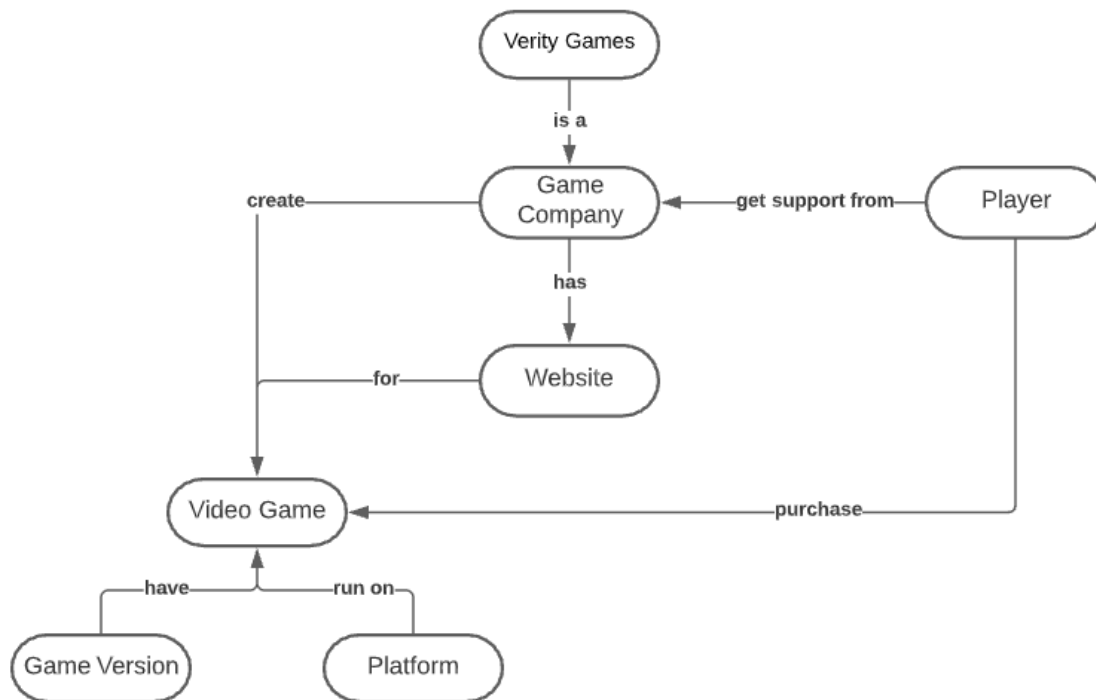 Verity Games
is a
create
Game
Company
get support from
Player
has
for
Website
Video Game
purchase
have
run on
Game Version
Platform